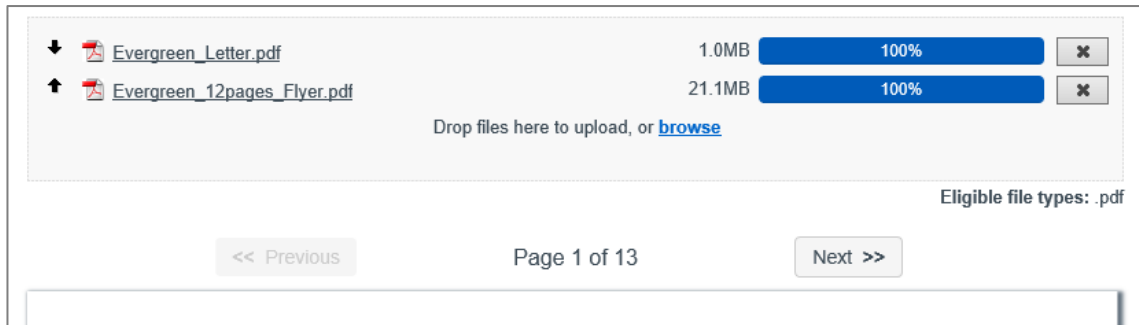 Evergreen_Letter.pdf 1.0MB 100%
Evergreen_12pages_Flyer.pdf 21.1MB 100%
Drop files here to upload, or browse
Eligible file types: .pdf
<< Previous Page 1 of 13 Next >>